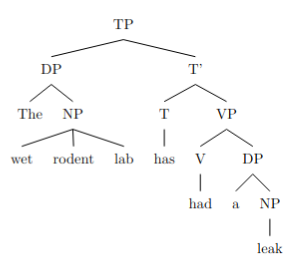 TP
DP T'
The NP T VP
wet rodent lab has V DP
had a NP
leak